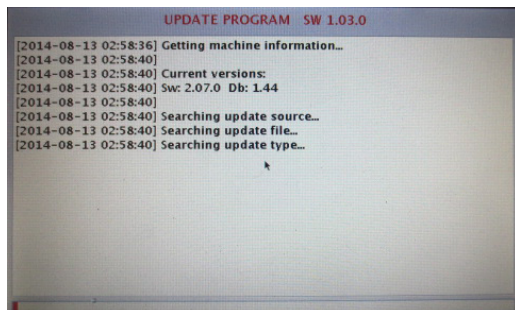 UPDATE PROGRAM SW 1.03.0
[2014-08-13 02:58:36] Getting machine information...
[2014-08-13 02:58:40]
[2014-08-13 02:58:40] Current versions:
[2014-08-13 02:58:40] Sw: 2.07.0 Db: 1.44
[2014-08-13 02:58:40]
[2014-08-13 02:58:40] Searching update source...
[2014-08-13 02:58:40] Searching update file...
[2014-08-13 02:58:40] Searching update type...